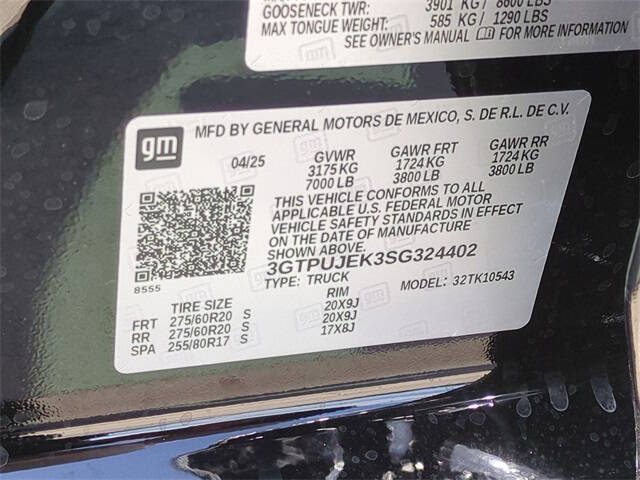 GOOSENECK TWR: 3901 KG / 8600 LBS
MAX TONGUE WEIGHT: 585 KG / 1290 LBS
SEE OWNER'S MANUAL FOR MORE INFORMATION
gm
MFD BY GENERAL MOTORS DE MEXICO, S. DE R.L. DE C.V.
04/25 GVWR GAWR FRT GAWR RR
3175 KG 1724 KG 1724 KG
7000 LB 3800 LB 3800 LB
THIS VEHICLE CONFORMS TO ALL
APPLICABLE U.S. FEDERAL MOTOR
VEHICLE SAFETY STANDARDS IN EFFECT
ON THE DATE OF MANUFACTURE
SHOWN ABOVE.
3GTPUJEK3SG324402
8555
TYPE: TRUCK MODEL: 32TK10543
TIRE SIZE RIM
FRT 275/60R20 S 20X9J
RR 275/60R20 S 20X9J
SPA 255/80R17 S 17X8J